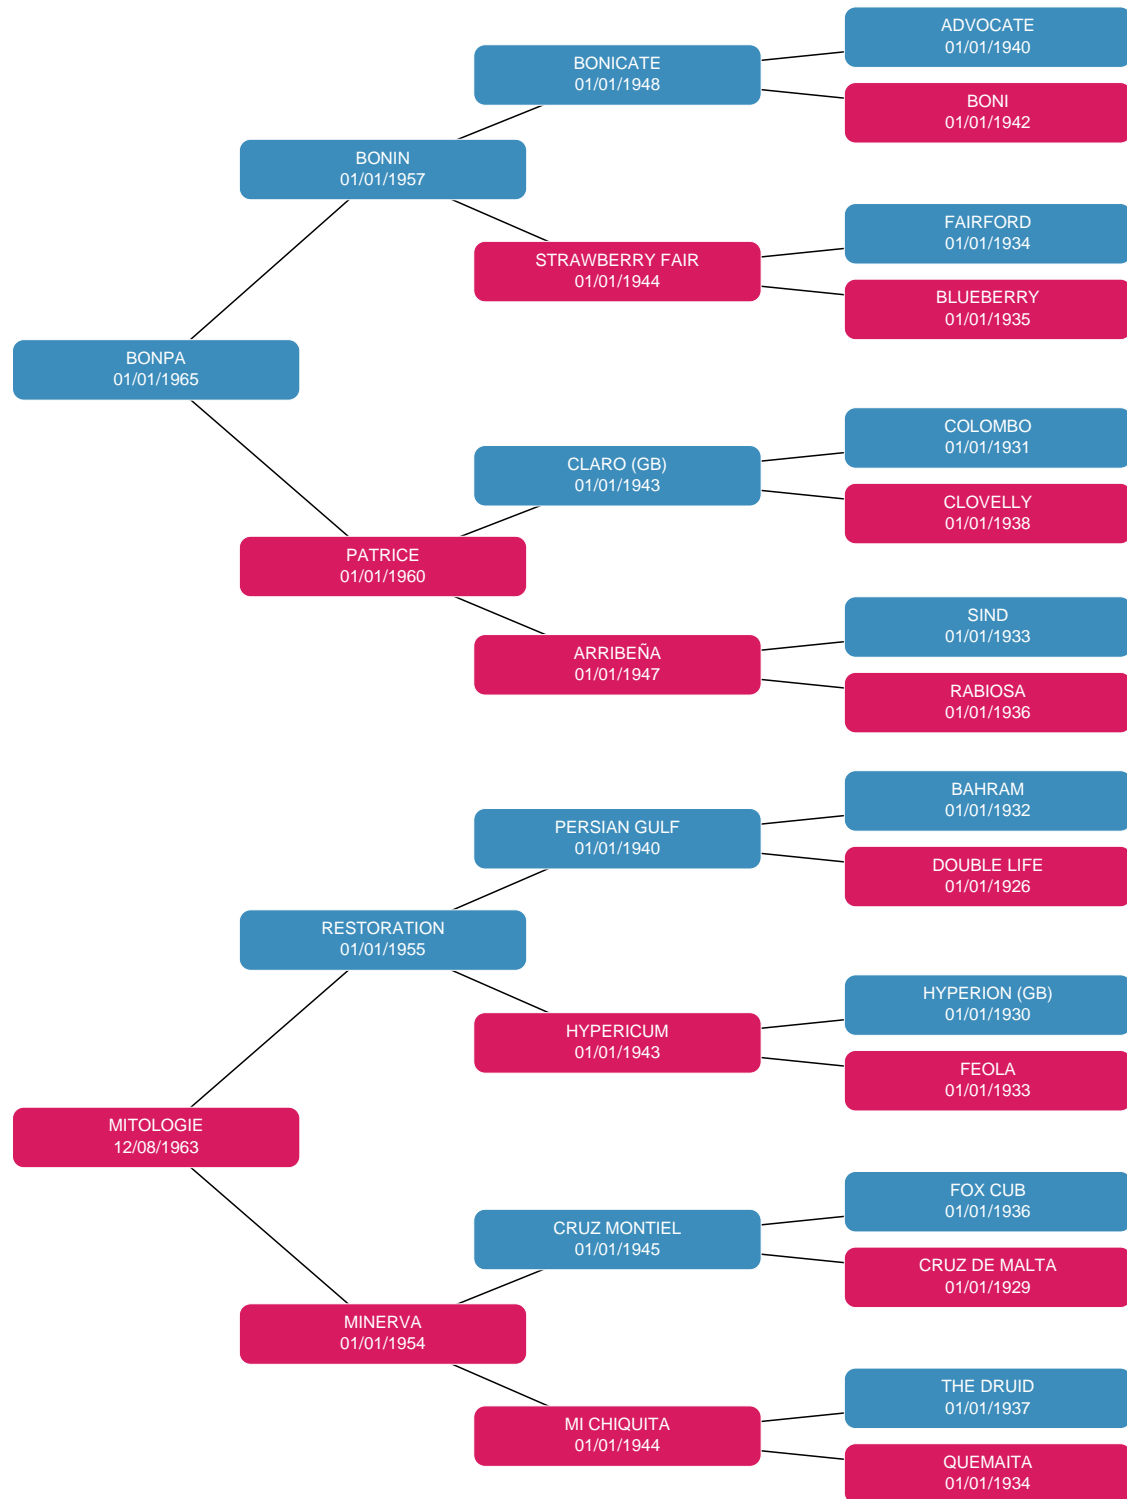 ADVOCATE
01/01/1940
BONICATE
01/01/1948
BONI
01/01/1942
BONIN
01/01/1957
FAIRFORD
01/01/1934
STRAWBERRY FAIR
01/01/1944
BLUEBERRY
01/01/1935
BONPA
01/01/1965
COLOMBO
01/01/1931
CLARO (GB)
01/01/1943
CLOVELLY
01/01/1938
PATRICE
01/01/1960
SIND
01/01/1933
ARRIBEÑA
01/01/1947
RABIOSA
01/01/1936
BAHRAM
01/01/1932
PERSIAN GULF
01/01/1940
DOUBLE LIFE
01/01/1926
RESTORATION
01/01/1955
HYPERION (GB)
01/01/1930
HYPERICUM
01/01/1943
FEOLA
01/01/1933
MITOLOGIE
12/08/1963
FOX CUB
01/01/1936
CRUZ MONTIEL
01/01/1945
CRUZ DE MALTA
01/01/1929
MINERVA
01/01/1954
THE DRUID
01/01/1937
MI CHIQUITA
01/01/1944
QUEMAITA
01/01/1934